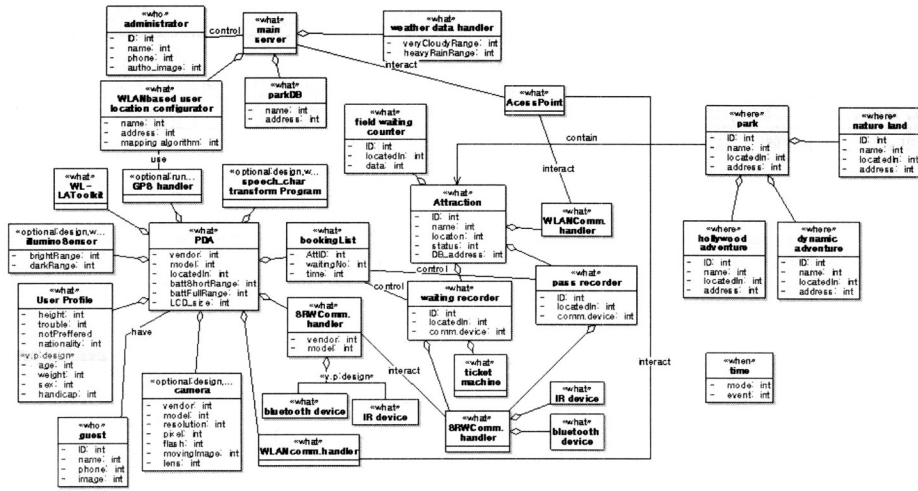 «who»
administrator
- ID: int
- name: int
- phone: int
- autho_image: int
control
«what»
main
server
«what»
weather data handler
- veryCloudyRange: int
- heavyRainRange: int
interact
«what»
WLANbased user
location configurator
- name: int
- address: int
- mapping algorithm: int
use
«what»
parkDB
- name: int
- address: int
«what»
field waiting
counter
- ID: int
- locatedIn: int
- data: int
«what»
AcessPoint
contain
interact
«where»
park
- ID: int
- name: int
- locatedIn: int
- address: int
«where»
nature land
- ID: int
- name: int
- locatedIn: int
- address: int
«what»
WL-
LAToolkit
«optional:run...
GPS handler
«optional:design,w...
speech_char
transform Program
«what»
Attraction
- ID: int
- name: int
- locaton: int
- status: int
- DB_address: int
«what»
WLANComm.
handler
«where»
hollywood
adventure
- ID: int
- name: int
- locatedIn: int
- address: int
«where»
dynamic
adventure
- ID: int
- name: int
- locatedIn: int
- address: int
«optional:design,w...
illuminoSensor
- brightRange: int
- darkRange: int
«what»
PDA
- vendor: int
- model: int
- locatedIn: int
- battShortRange: int
- battFullRange: int
- LCD_size: int
«what»
bookingList
- AttID: int
- waitingNo: int
- time: int
control
control
«what»
waiting recorder
- ID: int
- locatedIn: int
- comm.device: int
«what»
pass recorder
- ID: int
- locatedIn: int
- comm.device: int
«what»
User Profile
- height: int
- trouble: int
- notPreffered
- nationality: int
«v.p:design»
- age: int
- weight: int
- sex: int
- handicap: int
have
«what»
SRWComm.
handler
- vendor: int
- model: int
«v.p:design»
«what»
bluetooth device
«what»
IR device
interact
«what»
ticket
machine
interact
«when»
time
- mode: int
- event: int
«who»
guest
- ID: int
- name: int
- phone: int
- image: int
«optional:design,...
camera
- vendor: int
- model: int
- resolution: int
- pixel: int
- flash: int
- movingImage: int
- lens: int
«what»
WLANcomm.handler
«what»
SRWComm.
handler
«what»
IR device
«what»
bluetooth
device